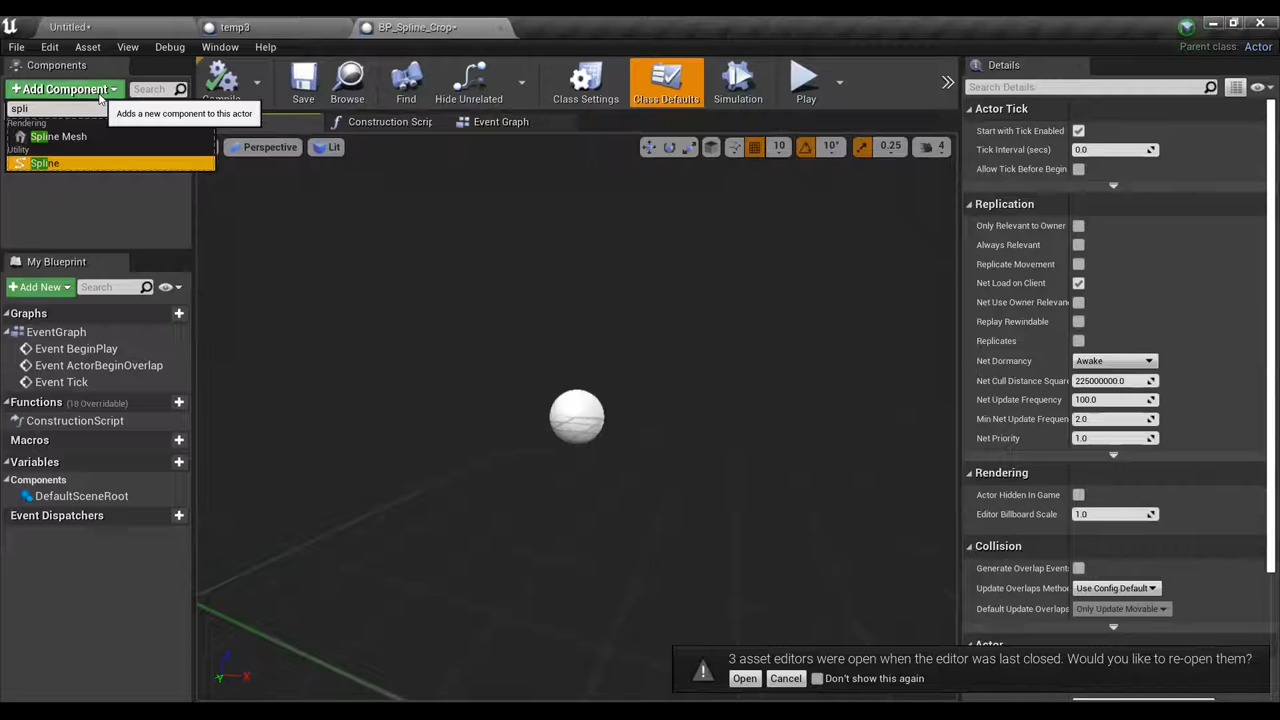 Untitled•
temp3
BP_Spline_Crop•
File Edit Asset View Debug Window Help
Parent class: Actor
Components
+Add Component
Search
spli
Adds a new component to this actor
Rendering
Spline Mesh
Utility
Spline
Compile
Save
Browse
Find
Hide Unrelated
Class Settings
Class Defaults
Simulation
Play
Construction Scrip
Event Graph
Perspective
Lit
10
10°
0.25
4
My Blueprint
+Add New
Search
Graphs
EventGraph
Event BeginPlay
Event ActorBeginOverlap
Event Tick
Functions (18 Overridable)
ConstructionScript
Macros
Variables
Components
DefaultSceneRoot
Event Dispatchers
Z
X
Y
Details
Search Details
Actor Tick
Start with Tick Enabled
Tick Interval (secs) 0.0
Allow Tick Before Begin
Replication
Only Relevant to Owner
Always Relevant
Replicate Movement
Net Load on Client
Net Use Owner Relevan
Replay Rewindable
Replicates
Net Dormancy Awake
Net Cull Distance Square 225000000.0
Net Update Frequency 100.0
Min Net Update Frequen 2.0
Net Priority 1.0
Rendering
Actor Hidden In Game
Editor Billboard Scale 1.0
Collision
Generate Overlap Events
Update Overlaps Metho Use Config Default
Default Update Overlaps Only Update Movable
Actor
3 asset editors were open when the editor was last closed. Would you like to re-open them?
Open Cancel Don't show this again